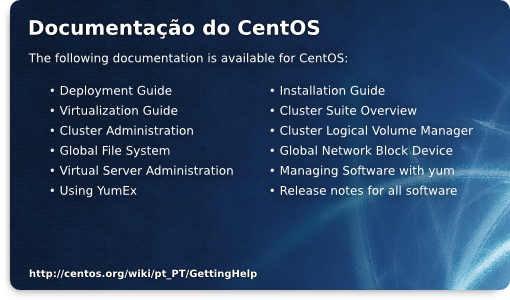 Documentação do CentOS
The following documentation is available for CentOS:
• Deployment Guide
• Virtualization Guide
• Cluster Administration
• Global File System
• Virtual Server Administration
• Using YumEx
• Installation Guide
• Cluster Suite Overview
• Cluster Logical Volume Manager
• Global Network Block Device
• Managing Software with yum
• Release notes for all software
http://centos.org/wiki/pt_PT/GettingHelp